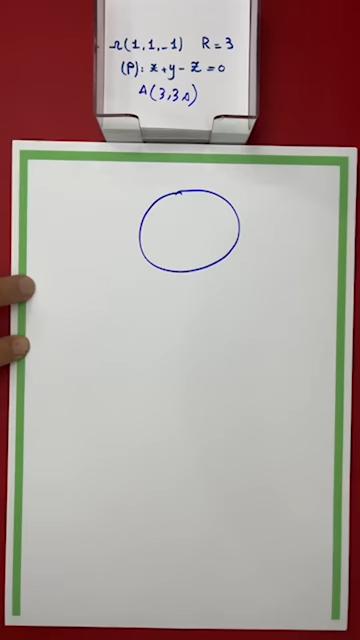 Ω(1, 1, -1) R = 3
(P): x + y - z = 0
A(3, 3, 1)